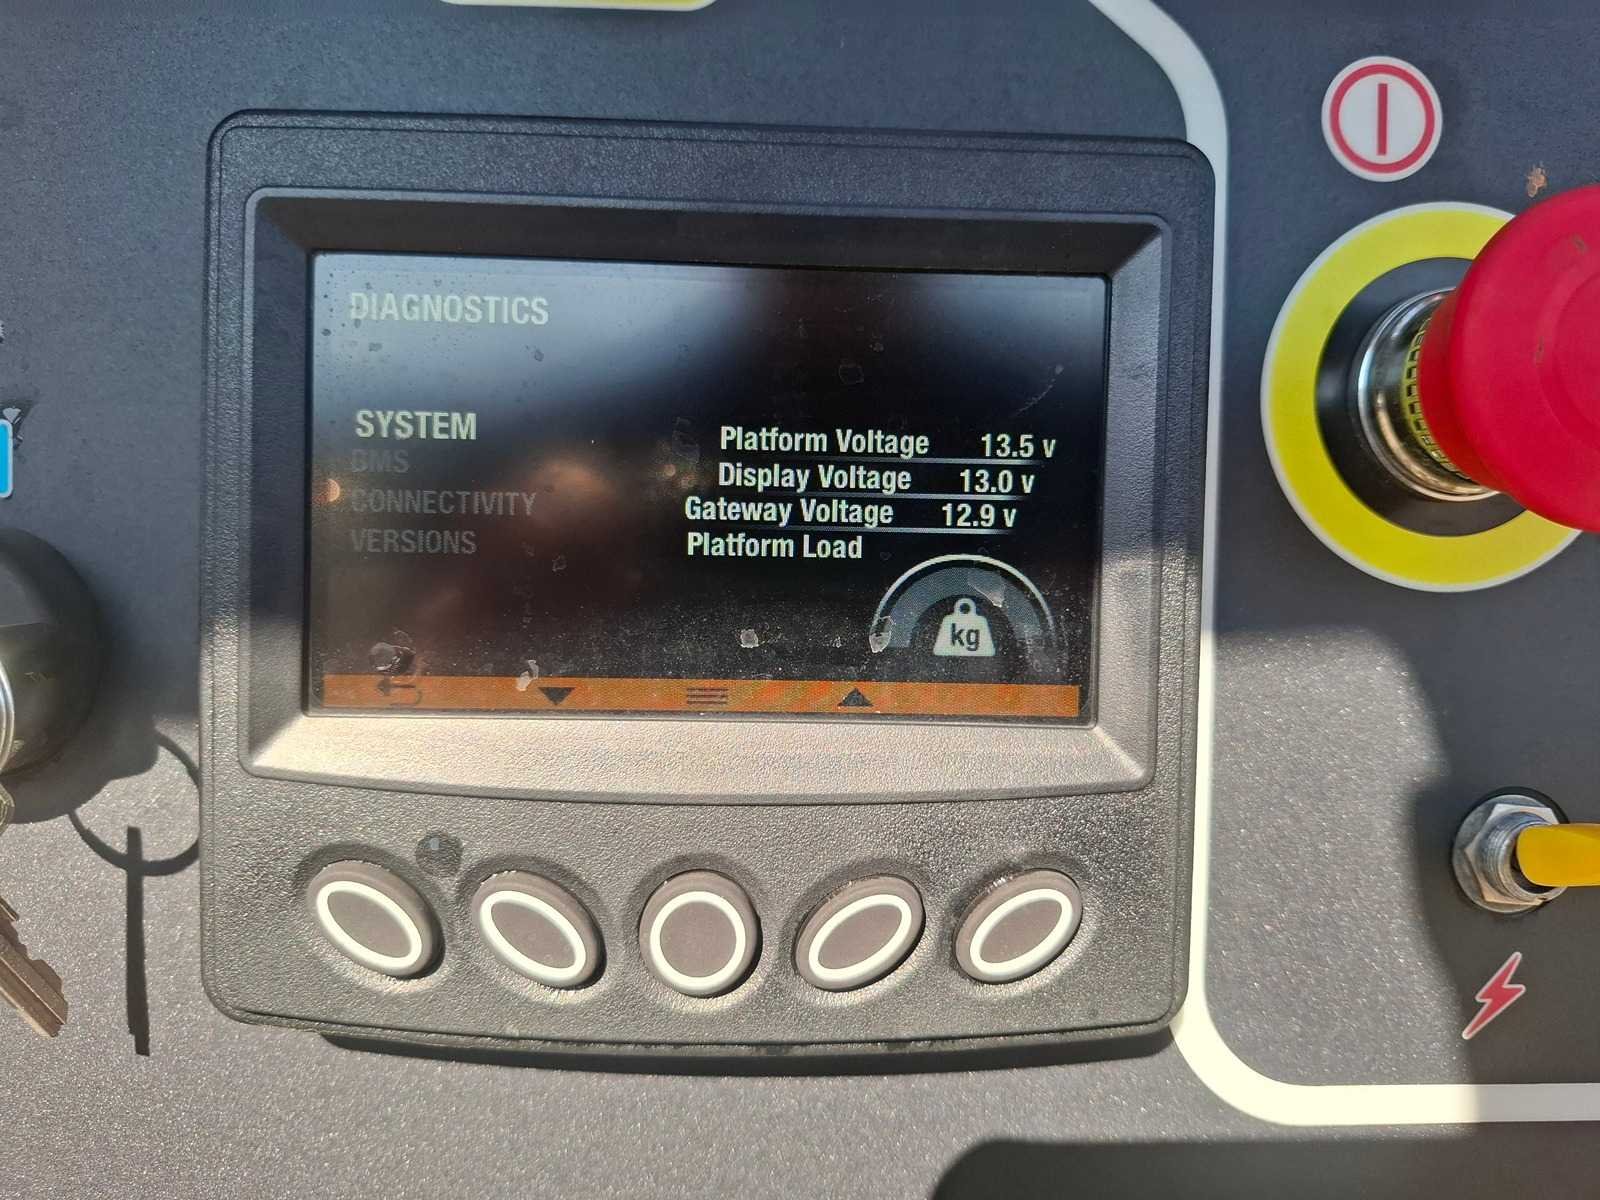 DIAGNOSTICS
SYSTEM
BMS
CONNECTIVITY
VERSIONS
Platform Voltage 13.5 v
Display Voltage 13.0 v
Gateway Voltage 12.9 v
Platform Load
kg